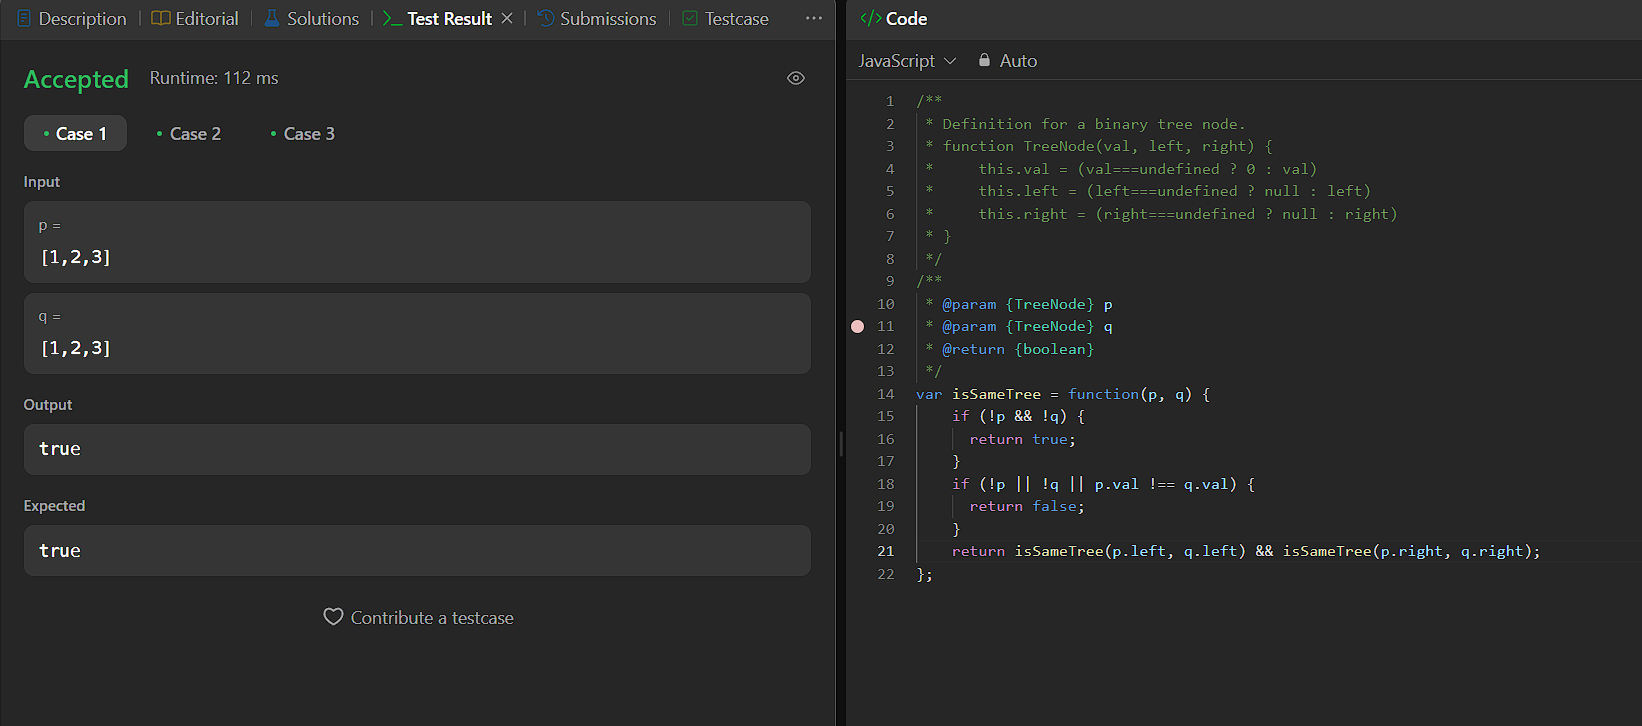 Description | Editorial | Solutions | Test Result | Submissions | Testcase
Accepted Runtime: 112 ms
Case 1 Case 2 Case 3
Input
p =
[1,2,3]
q =
[1,2,3]
Output
true
Expected
true
Contribute a testcase
</> Code
JavaScript Auto
1 /**
2  * Definition for a binary tree node.
3  * function TreeNode(val, left, right) {
4  *     this.val = (val===undefined ? 0 : val)
5  *     this.left = (left===undefined ? null : left)
6  *     this.right = (right===undefined ? null : right)
7  * }
8  */
9 /**
10  * @param {TreeNode} p
11  * @param {TreeNode} q
12  * @return {boolean}
13  */
14 var isSameTree = function(p, q) {
15     if (!p && !q) {
16       return true;
17     }
18     if (!p || !q || p.val !== q.val) {
19       return false;
20     }
21     return isSameTree(p.left, q.left) && isSameTree(p.right, q.right);
22 };